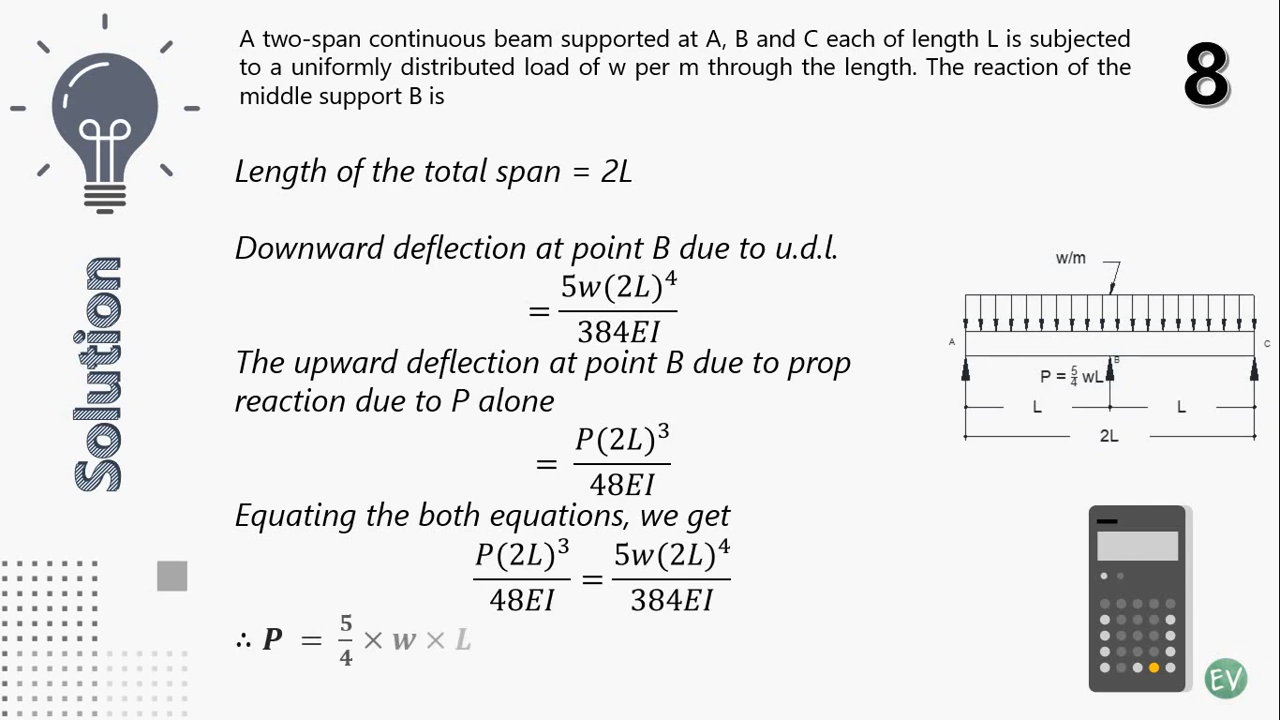 A two-span continuous beam supported at A, B and C each of length L is subjected
to a uniformly distributed load of w per m through the length. The reaction of the
middle support B is
8
Solution
Length of the total span = 2L
Downward deflection at point B due to u.d.l.
= 5w(2L)⁴ / 384EI
The upward deflection at point B due to prop
reaction due to P alone
= P(2L)³ / 48EI
Equating the both equations, we get
P(2L)³ / 48EI = 5w(2L)⁴ / 384EI
∴ P = 5/4 × w × L
w/m
A
C
B
P = 5/4 wL
L L
2L
EV